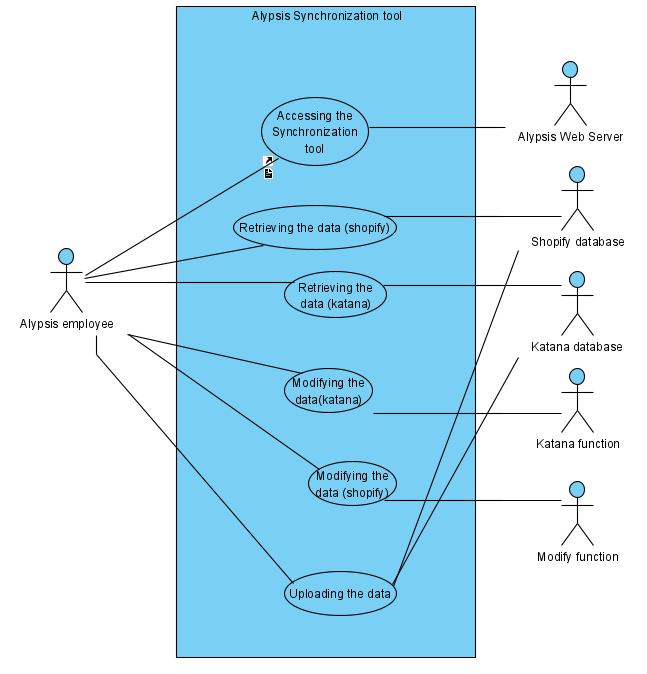 Alypsis Synchronization tool
Accessing the
Synchronization
tool
Alypsis Web Server
Retrieving the data (shopify)
Shopify database
Retrieving the
data (katana)
Alypsis employee
Katana database
Modifying the
data(katana)
Katana function
Modifying the
data (shopify)
Modify function
Uploading the data